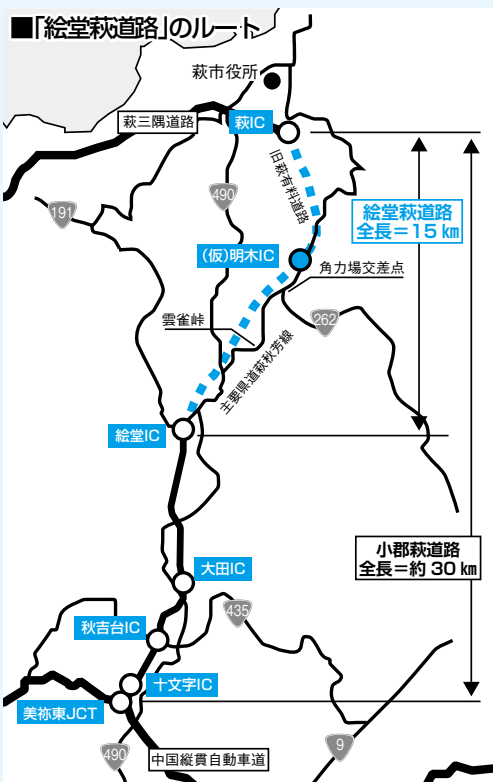 ■「絵堂萩道路」のルート
萩市役所
萩三隅道路
萩IC
旧萩有料道路
490
191
絵堂萩道路
全長＝15㎞
(仮)明木IC
角力場交差点
262
雲雀峠
主要県道萩秋芳線
絵堂IC
小郡萩道路
全長＝約30㎞
大田IC
435
秋吉台IC
十文字IC
美祢東JCT
490
中国縦貫自動車道
9